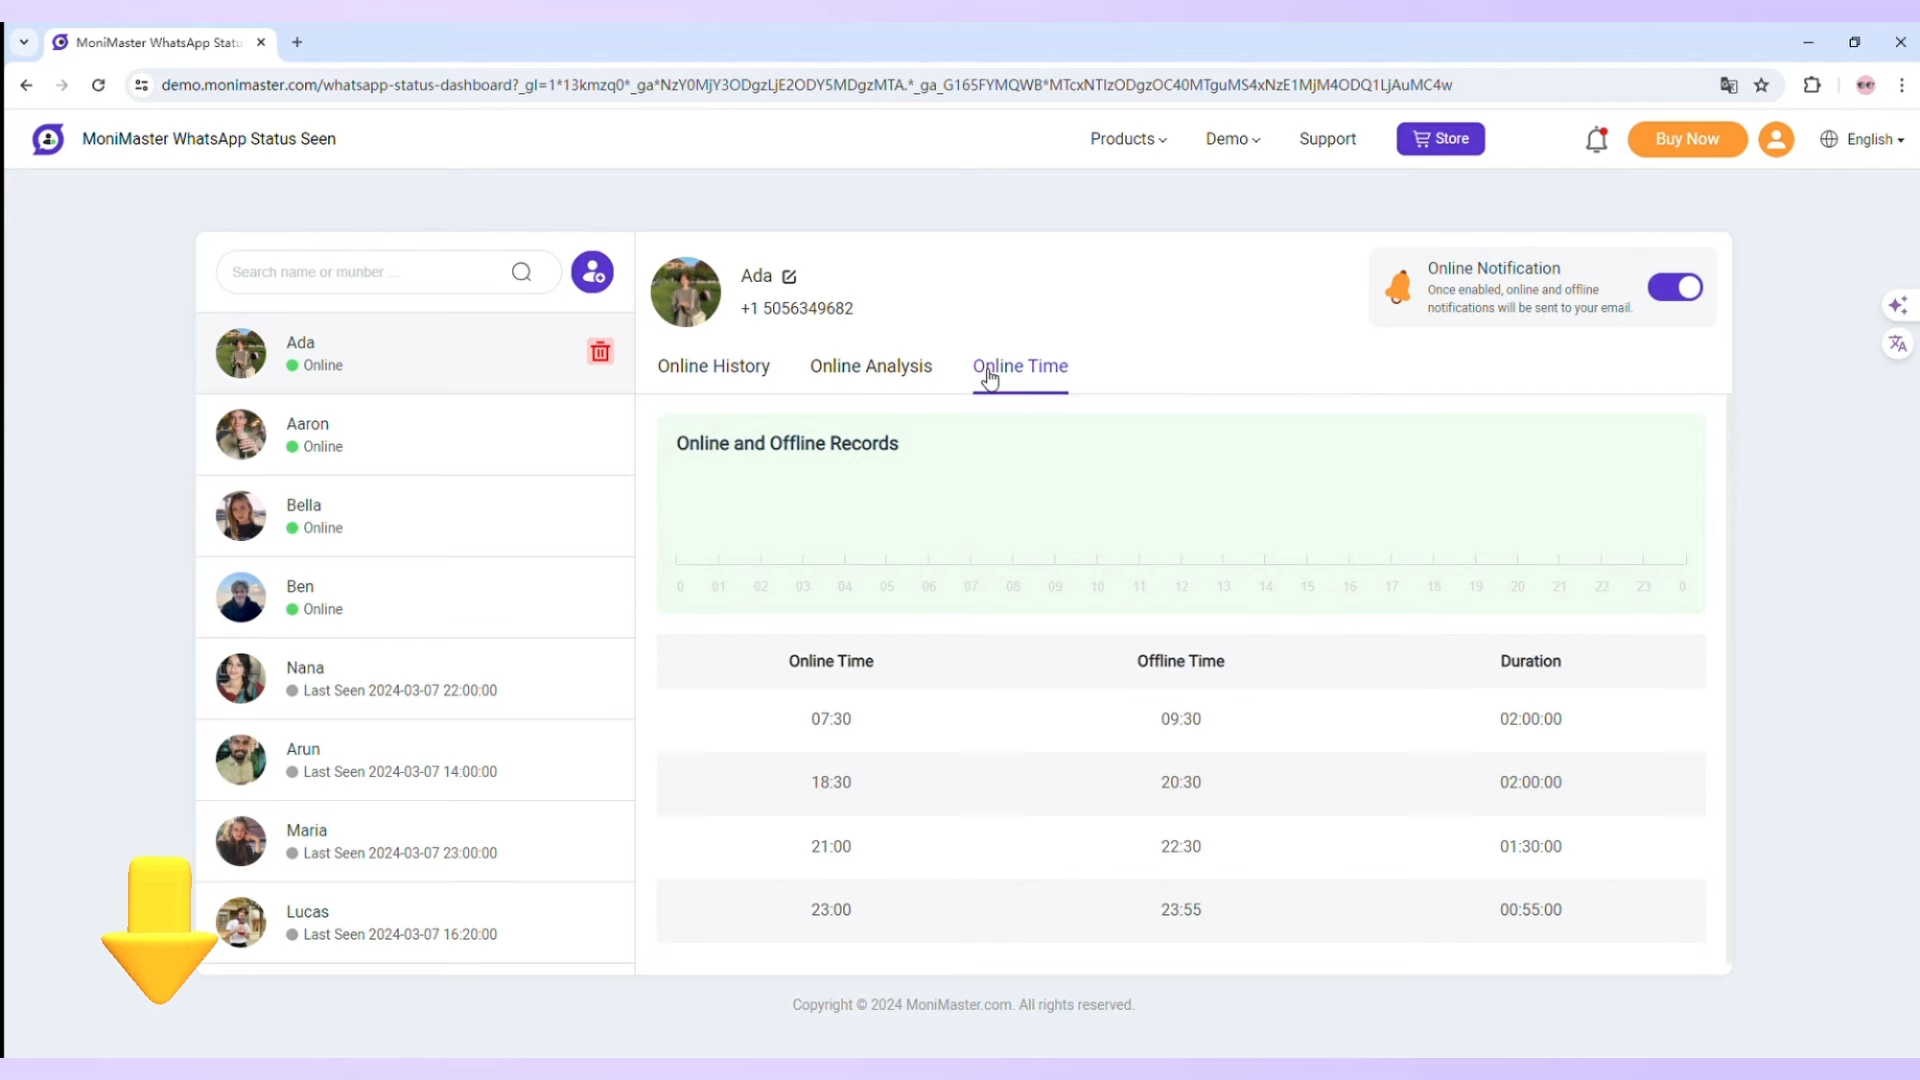 MoniMaster WhatsApp Statu
demo.monimaster.com/whatsapp-status-dashboard?_gl=1*13kmzq0*_ga*NzY0MjY3ODgzLjE2ODY5MDgzMTA.*_ga_G165FYMQWB*MTcxNTIzODgzOC40MTguMS4xNzE1MjM4ODQ1LjAuMC4w
MoniMaster WhatsApp Status Seen
Products
Demo
Support
Store
Buy Now
English
Search name or munber ...
Ada
Online
Aaron
Online
Bella
Online
Ben
Online
Nana
Last Seen 2024-03-07 22:00:00
Arun
Last Seen 2024-03-07 14:00:00
Maria
Last Seen 2024-03-07 23:00:00
Lucas
Last Seen 2024-03-07 16:20:00
Ada
+1 5056349682
Online Notification
Once enabled, online and offline
notifications will be sent to your email.
Online History Online Analysis Online Time
Online and Offline Records
0 01 02 03 04 05 06 07 08 09 10 11 12 13 14 15 16 17 18 19 20 21 22 23 0
Online Time Offline Time Duration
07:30 09:30 02:00:00
18:30 20:30 02:00:00
21:00 22:30 01:30:00
23:00 23:55 00:55:00
Copyright © 2024 MoniMaster.com. All rights reserved.